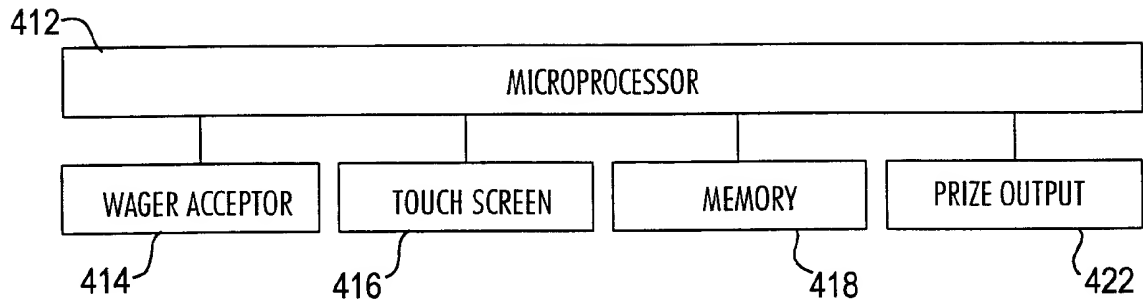 412
MICROPROCESSOR
WAGER ACCEPTOR TOUCH SCREEN MEMORY PRIZE OUTPUT
414 416 418 422